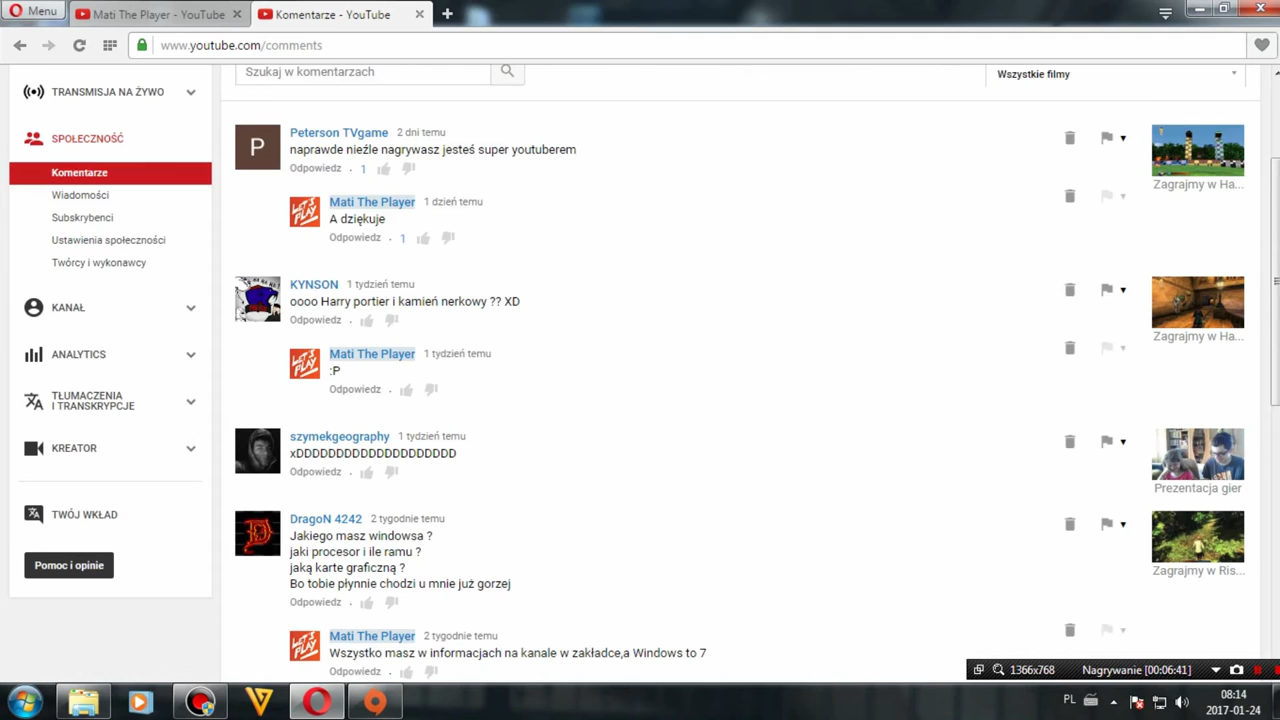 Menu
Mati The Player - YouTube
Komentarze - YouTube
www.youtube.com/comments
TRANSMISJA NA ŻYWO
SPOŁECZNOŚĆ
Komentarze
Wiadomości
Subskrybenci
Ustawienia społeczności
Twórcy i wykonawcy
KANAŁ
ANALYTICS
TŁUMACZENIA
I TRANSKRYPCJE
KREATOR
TWÓJ WKŁAD
Pomoc i opinie
Szukaj w komentarzach
Wszystkie filmy
P
Peterson TVgame 2 dni temu
naprawde nieźle nagrywasz jesteś super youtuberem
Odpowiedz . 1
Zagrajmy w Ha...
LET'S PLAY
Mati The Player 1 dzień temu
A dziękuje
Odpowiedz . 1
KYNSON 1 tydzień temu
oooo Harry portier i kamień nerkowy ?? XD
Odpowiedz .
Zagrajmy w Ha...
LET'S PLAY
Mati The Player 1 tydzień temu
:P
Odpowiedz .
szymekgeography 1 tydzień temu
xDDDDDDDDDDDDDDDDDDDD
Odpowiedz .
Prezentacja gier
D
DragoN 4242 2 tygodnie temu
Jakiego masz windowsa ?
jaki procesor i ile ramu ?
jaką karte graficzną ?
Bo tobie płynnie chodzi u mnie już gorzej
Odpowiedz .
Zagrajmy w Ris...
LET'S PLAY
Mati The Player 2 tygodnie temu
Wszystko masz w informacjach na kanale w zakładce,a Windows to 7
Odpowiedz .
1366x768 Nagrywanie [00:06:41]
PL
08:14
2017-01-24